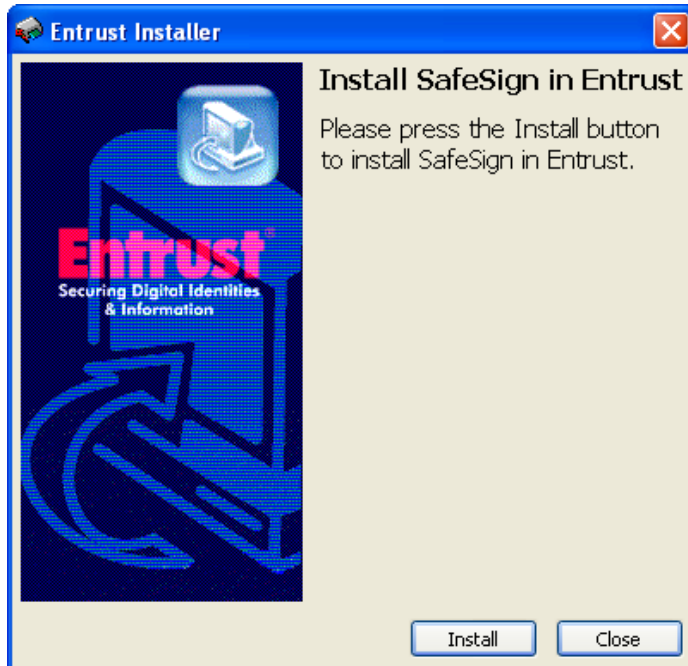 Entrust Installer
Install SafeSign in Entrust
Please press the Install button
to install SafeSign in Entrust.
Entrust®
Securing Digital Identities
& Information
Install
Close